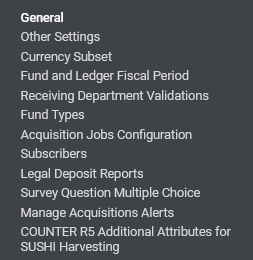 General
Other Settings
Currency Subset
Fund and Ledger Fiscal Period
Receiving Department Validations
Fund Types
Acquisition Jobs Configuration
Subscribers
Legal Deposit Reports
Survey Question Multiple Choice
Manage Acquisitions Alerts
COUNTER R5 Additional Attributes for
SUSHI Harvesting